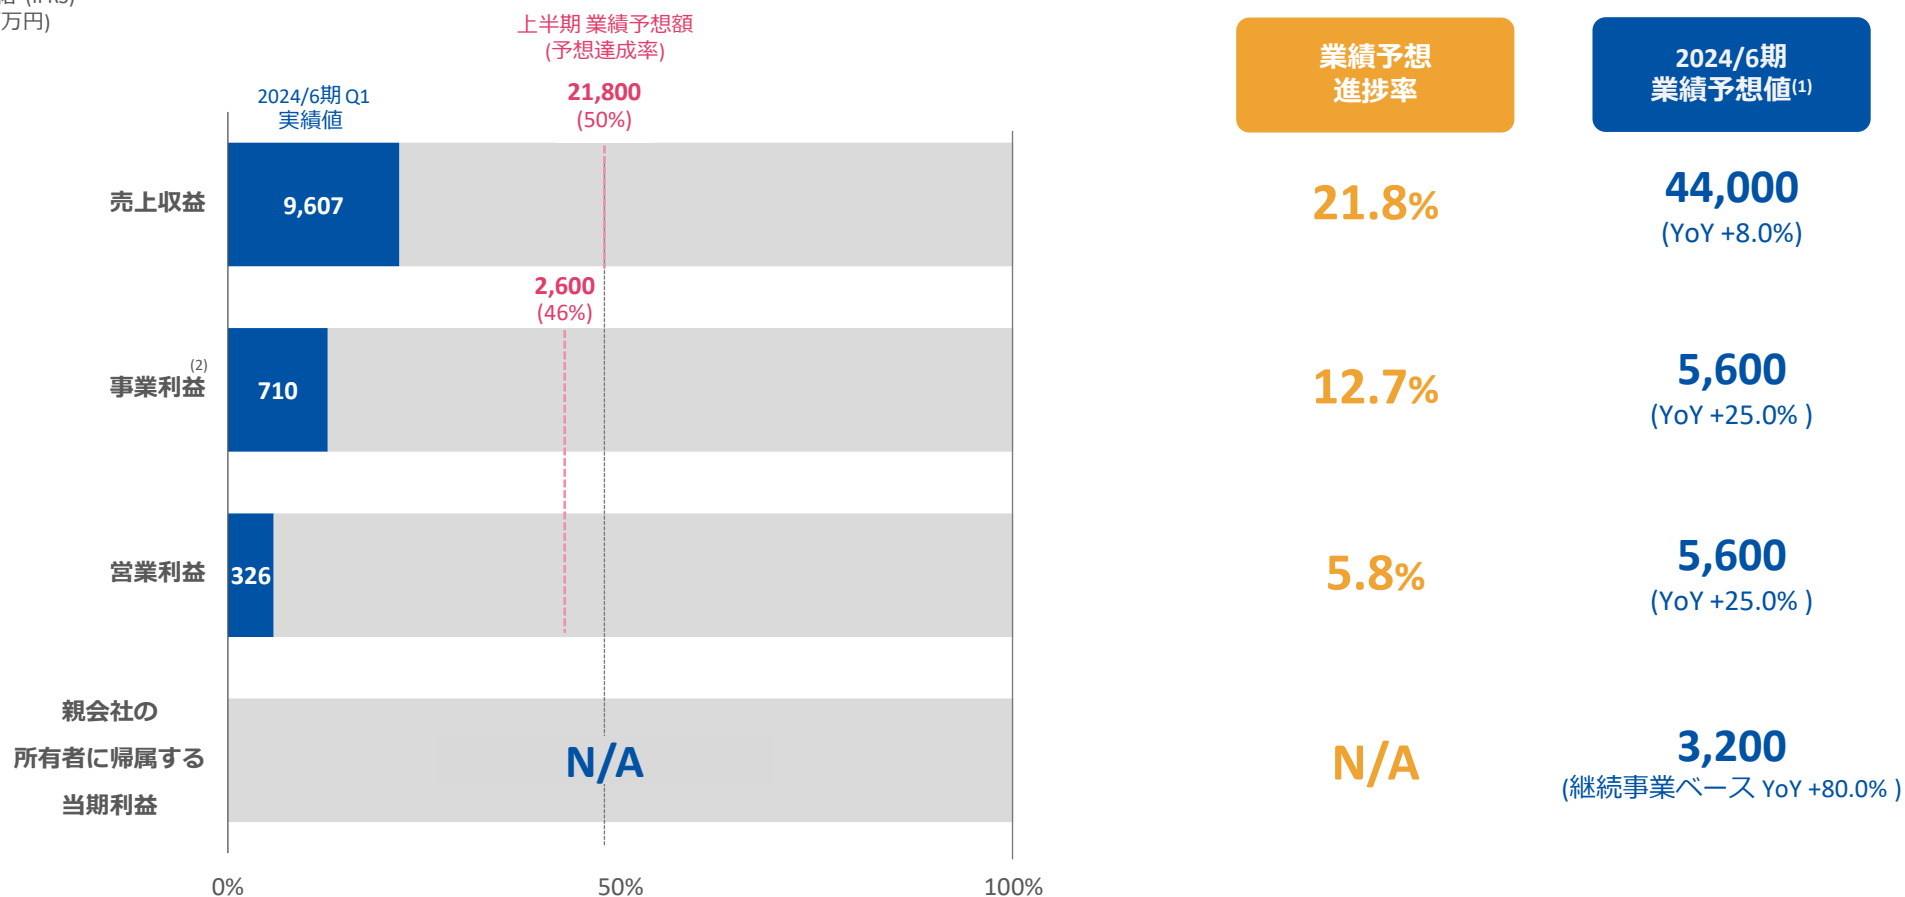 (IFRS)
万円)
上半期 業績予想額
(予想達成率)
21,800
(50%)
2024/6期 Q1
実績値
業績予想
進捗率
2024/6期
業績予想値(1)
売上収益
9,607
21.8%
44,000
(YoY +8.0%)
2,600
(46%)
事業利益(2)
710
12.7%
5,600
(YoY +25.0% )
営業利益
326
5.8%
5,600
(YoY +25.0% )
親会社の
所有者に帰属する
当期利益
N/A
N/A
3,200
(継続事業ベース YoY +80.0% )
0%
50%
100%